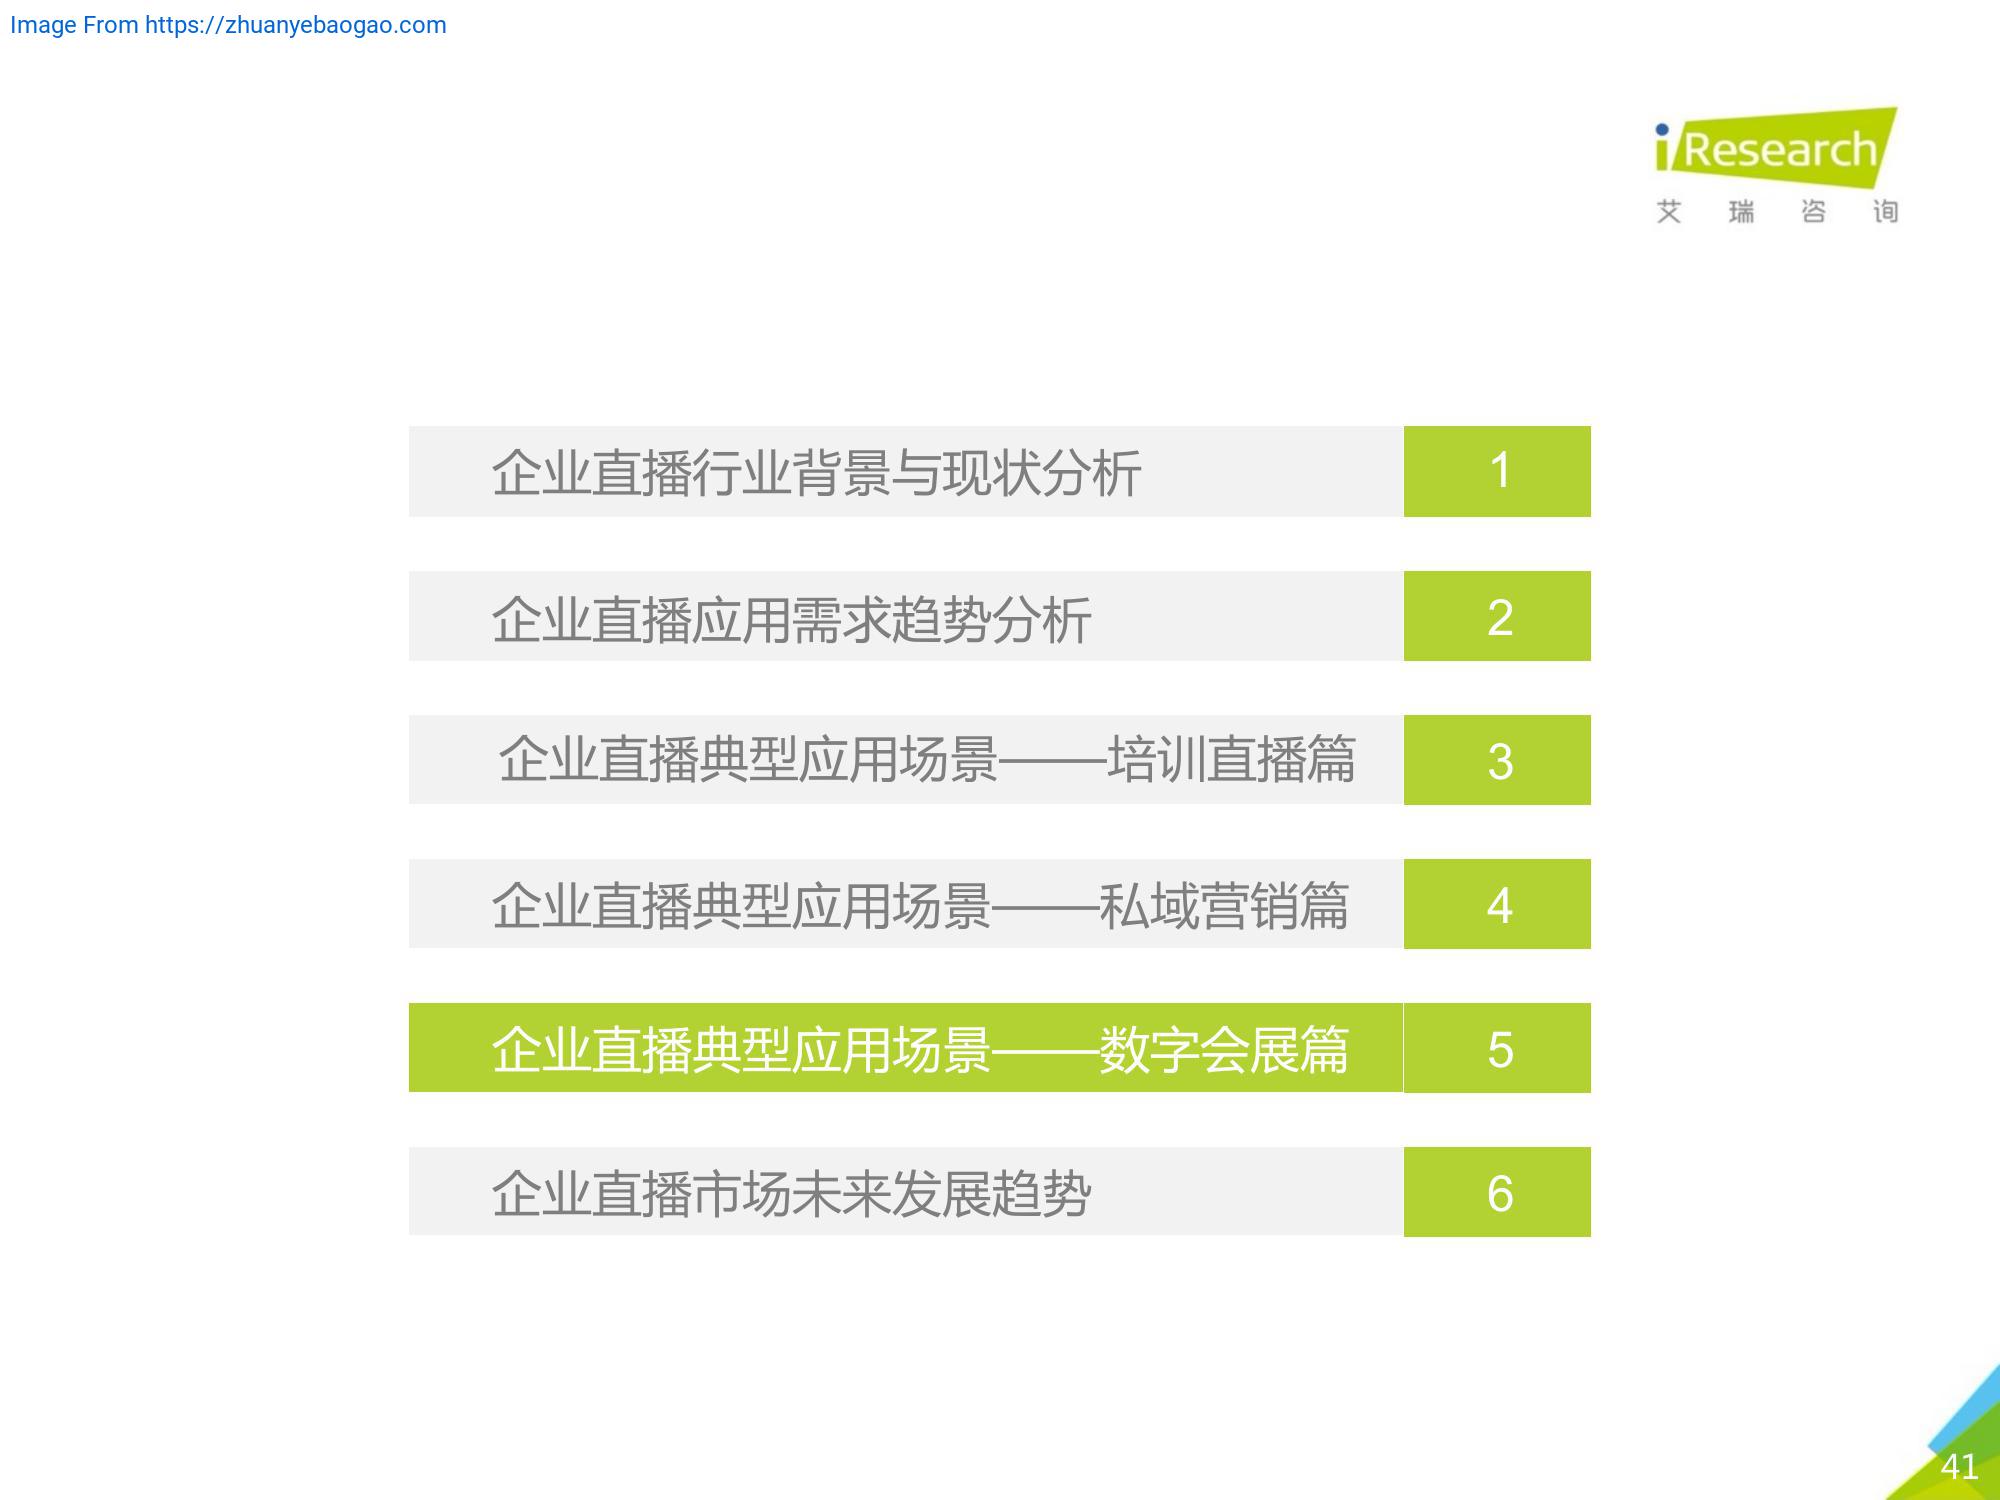 Image From https://zhuanyebaogao.com
iResearch
艾瑞咨询
企业直播行业背景与现状分析 1
企业直播应用需求趋势分析 2
企业直播典型应用场景——培训直播篇 3
企业直播典型应用场景——私域营销篇 4
企业直播典型应用场景——数字会展篇 5
企业直播市场未来发展趋势 6
41